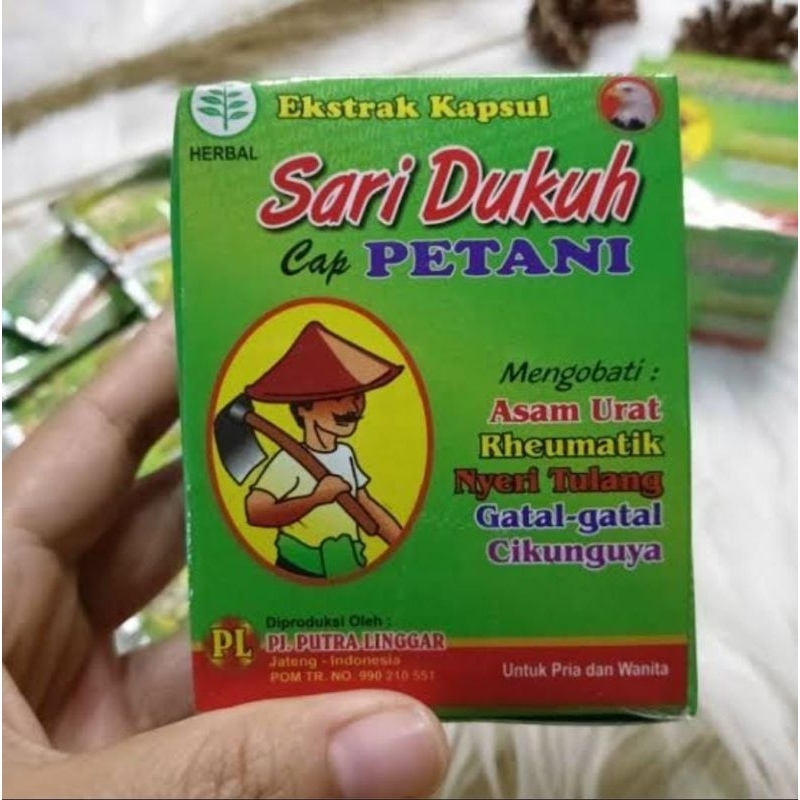 Ekstrak Kapsul
HERBAL
Sari Dukuh
Cap PETANI
Mengobati :
Asam Urat
Rheumatik
Nyeri Tulang
Gatal-gatal
Cikunguya
PL
Diproduksi Oleh :
PJ. PUTRA LINGGAR
Jateng - Indonesia
POM TR. NO. 990 210 551
Untuk Pria dan Wanita